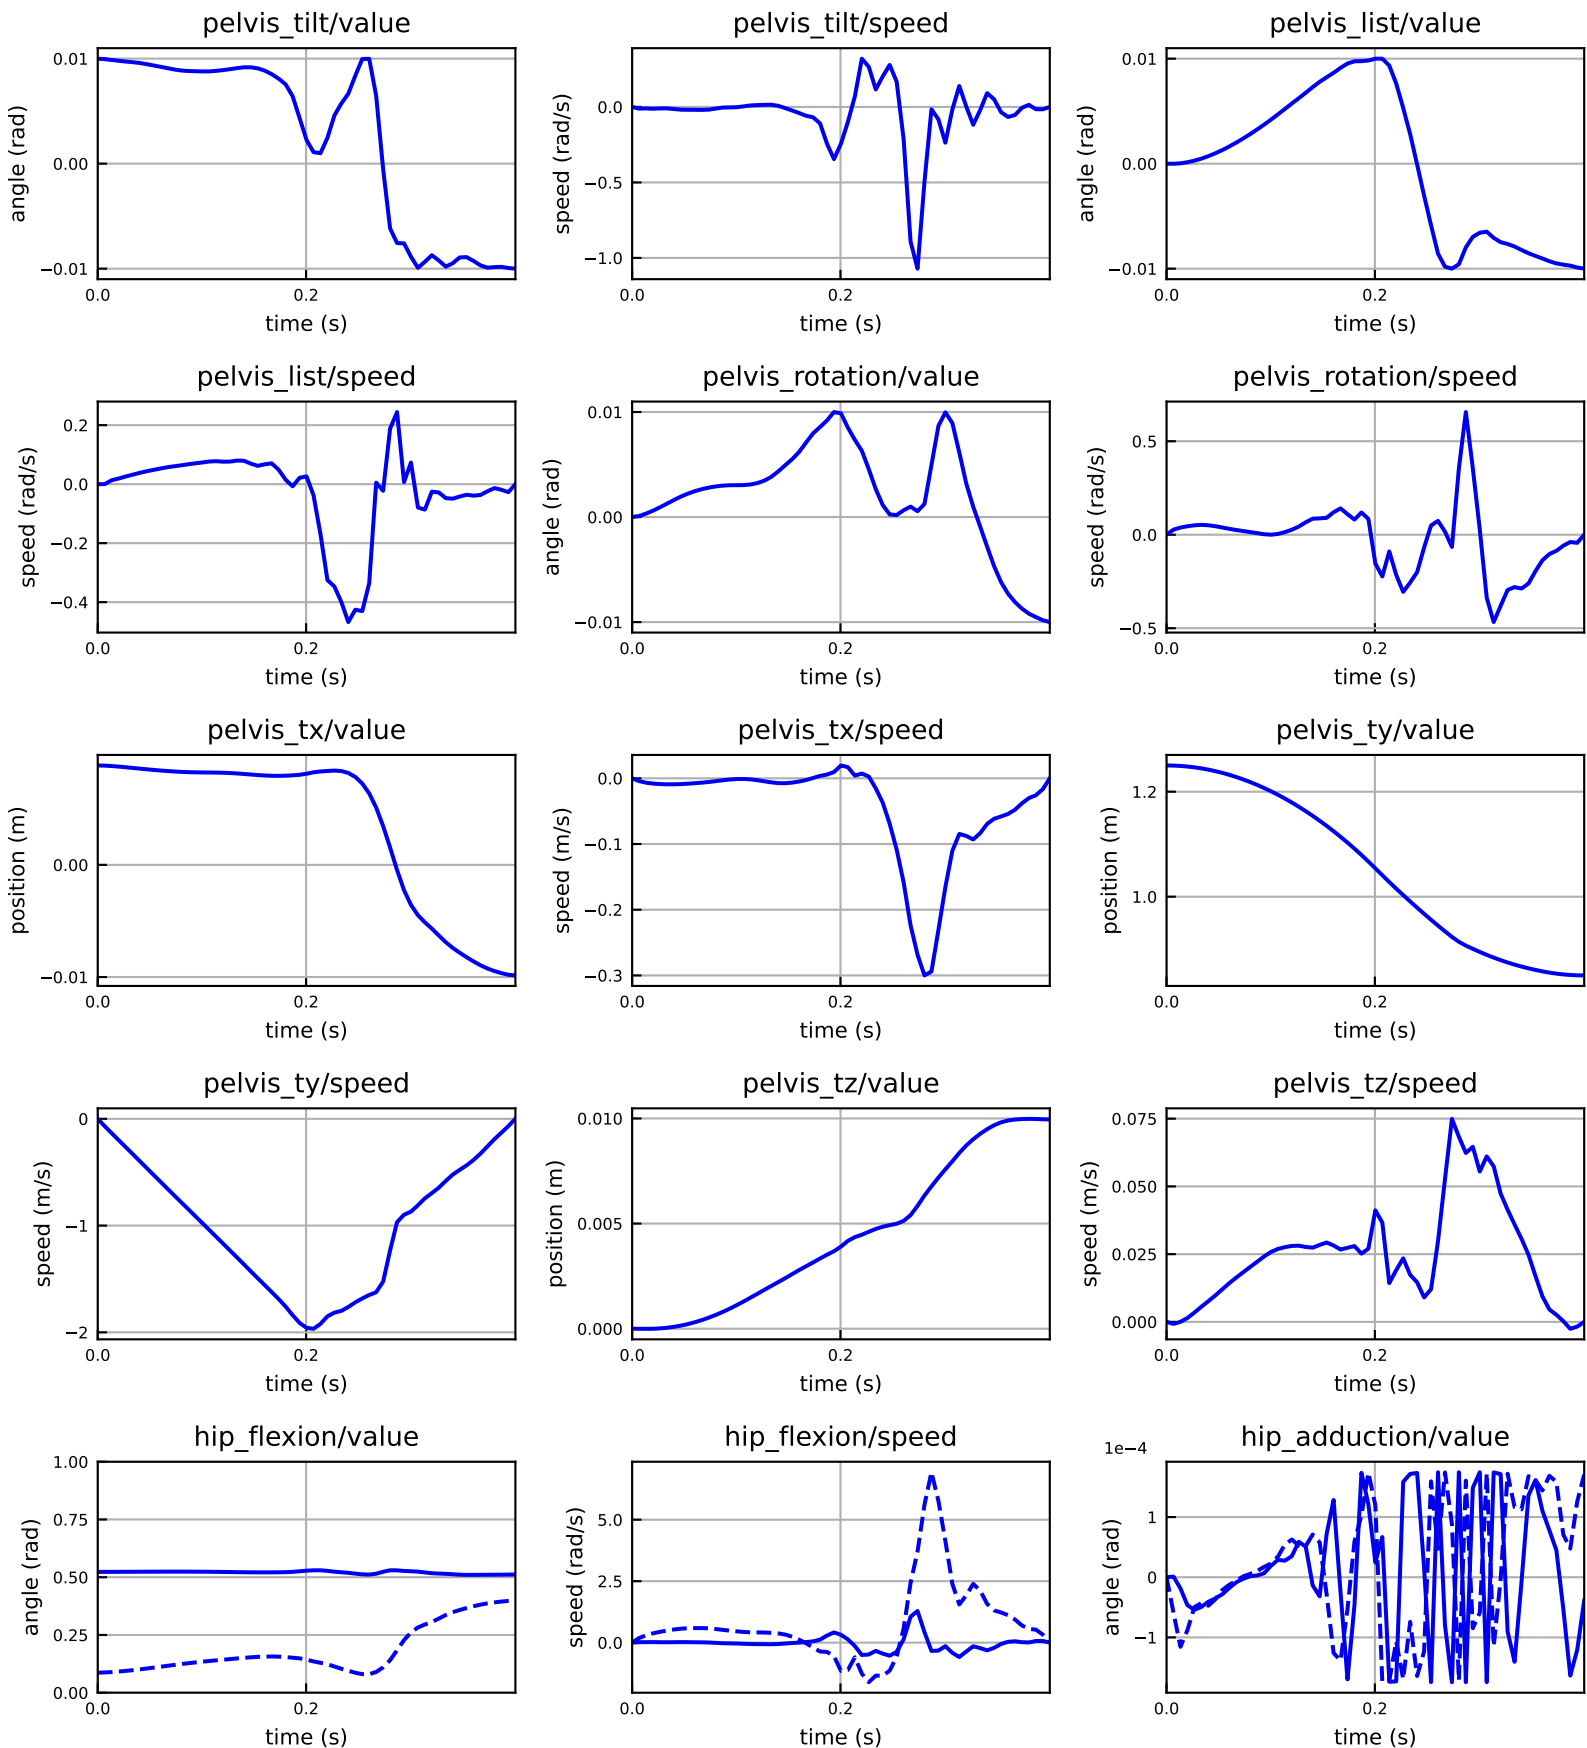 pelvis_tilt/value
angle (rad)
0.01
0.00
−0.01
0.0
0.2
time (s)
pelvis_tilt/speed
speed (rad/s)
0.0
−0.5
−1.0
0.0
0.2
time (s)
pelvis_list/value
angle (rad)
0.01
0.00
−0.01
0.0
0.2
time (s)
pelvis_list/speed
speed (rad/s)
0.2
0.0
−0.2
−0.4
0.0
0.2
time (s)
pelvis_rotation/value
angle (rad)
0.01
0.00
−0.01
0.0
0.2
time (s)
pelvis_rotation/speed
speed (rad/s)
0.5
0.0
−0.5
0.0
0.2
time (s)
pelvis_tx/value
position (m)
0.00
−0.01
0.0
0.2
time (s)
pelvis_tx/speed
speed (m/s)
0.0
−0.1
−0.2
−0.3
0.0
0.2
time (s)
pelvis_ty/value
position (m)
1.2
1.0
0.0
0.2
time (s)
pelvis_ty/speed
speed (m/s)
0
−1
−2
0.0
0.2
time (s)
pelvis_tz/value
position (m)
0.010
0.005
0.000
0.0
0.2
time (s)
pelvis_tz/speed
speed (m/s)
0.075
0.050
0.025
0.000
0.0
0.2
time (s)
hip_flexion/value
angle (rad)
1.00
0.75
0.50
0.25
0.00
0.0
0.2
time (s)
hip_flexion/speed
speed (rad/s)
5.0
2.5
0.0
0.0
0.2
time (s)
hip_adduction/value
1e−4
angle (rad)
1
0
−1
0.0
0.2
time (s)